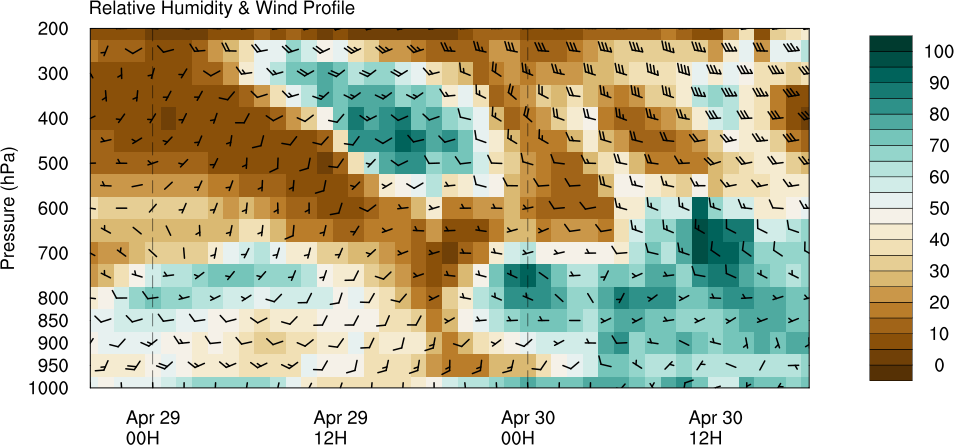 Relative Humidity & Wind Profile
Pressure (hPa)
200
300
400
500
600
700
800
850
900
950
1000
Apr 29
00H
Apr 29
12H
Apr 30
00H
Apr 30
12H
100
90
80
70
60
50
40
30
20
10
0